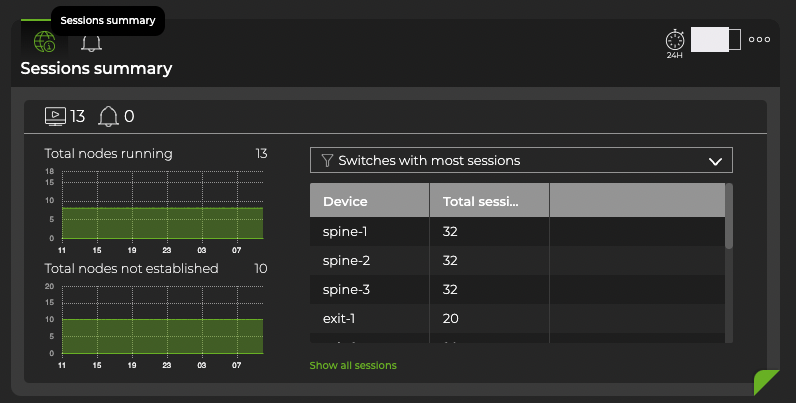 Sessions summary
24H
Sessions summary
13 0
Total nodes running 13
18
15
10
5
0
11 15 19 23 03 07
Total nodes not established 10
20
15
10
5
0
11 15 19 23 03 07
Switches with most sessions
Device Total sessi...
spine-1 32
spine-2 32
spine-3 32
exit-1 20
Show all sessions